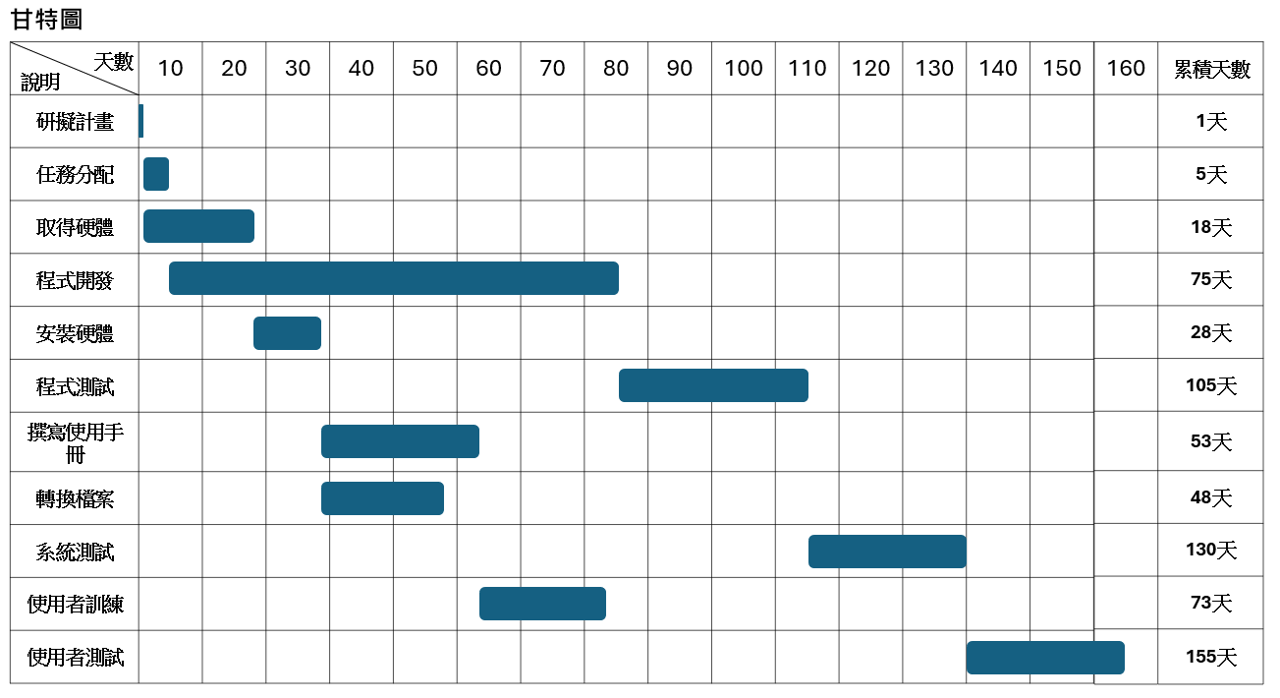 甘特圖
天數
說明
10 20 30 40 50 60 70 80 90 100 110 120 130 140 150 160 累積天數
研擬計畫 1天
任務分配 5天
取得硬體 18天
程式開發 75天
安裝硬體 28天
程式測試 105天
撰寫使用手
冊 53天
轉換檔案 48天
系統測試 130天
使用者訓練 73天
使用者測試 155天